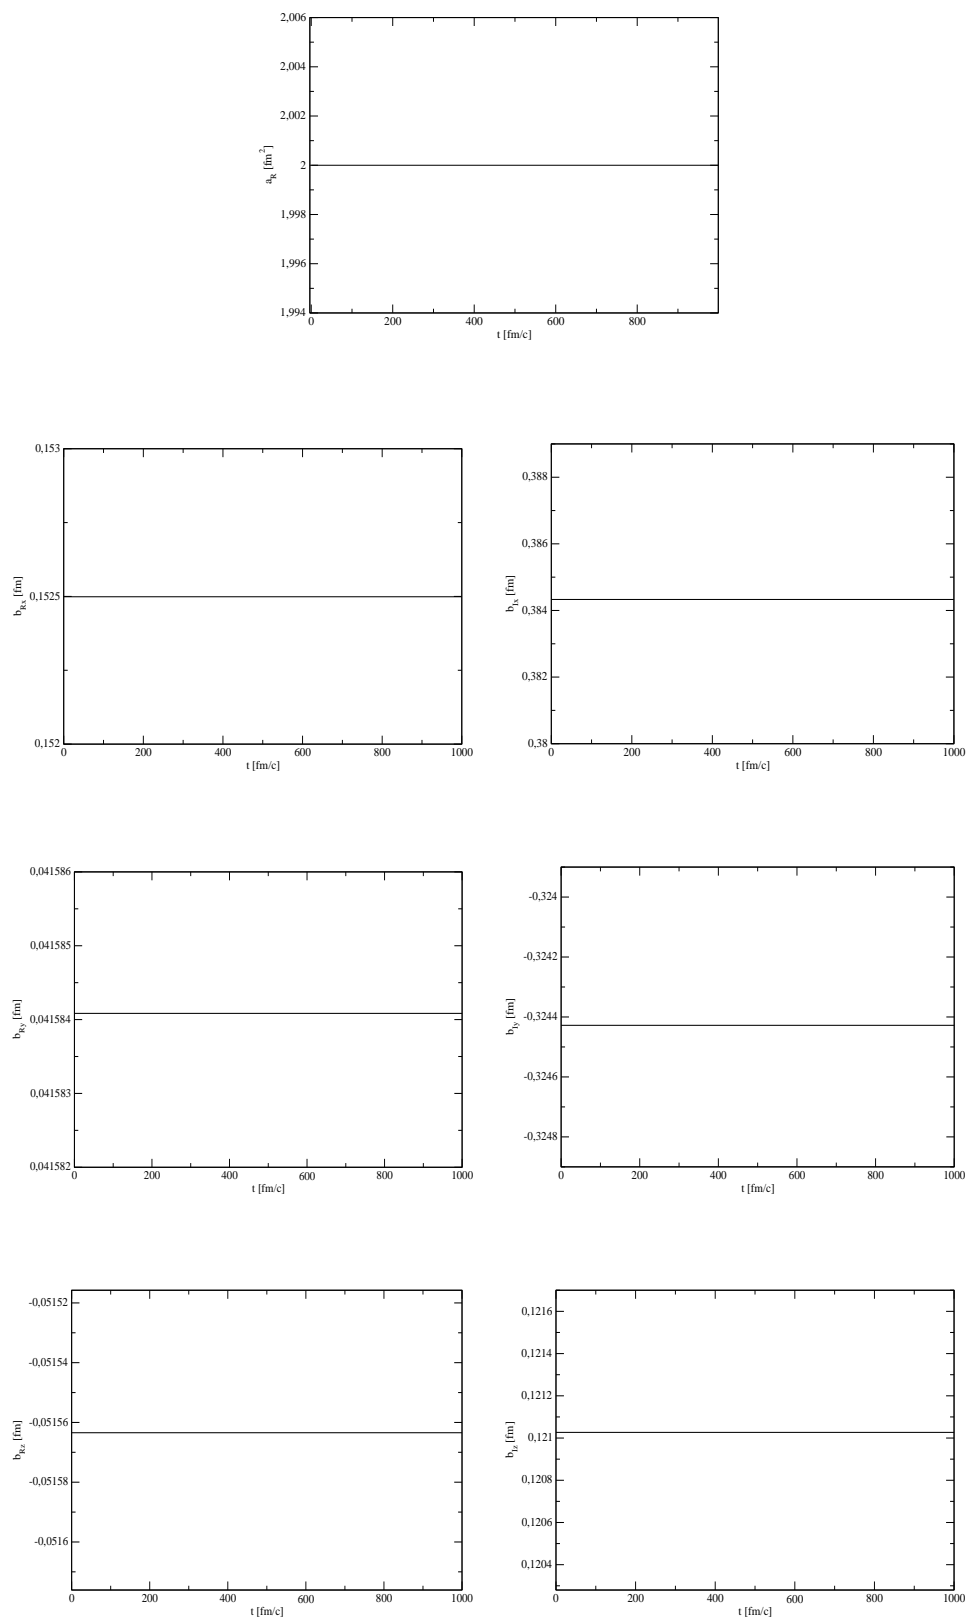 2,006
2,004
2,002
2
1,998
1,996
1,994
a_R [fm^2]
0 200 400 600 800
t [fm/c]
0,153
0,1525
0,152
b_Rx [fm]
0 200 400 600 800 1000
t [fm/c]
0,388
0,386
0,384
0,382
0,38
b_Ix [fm]
0 200 400 600 800 1000
t [fm/c]
0,041586
0,041585
0,041584
0,041583
0,041582
b_Ry [fm]
0 200 400 600 800 1000
t [fm/c]
-0,324
-0,3242
-0,3244
-0,3246
-0,3248
b_Iy [fm]
0 200 400 600 800 1000
t [fm/c]
-0,05152
-0,05154
-0,05156
-0,05158
-0,0516
b_Rz [fm]
0 200 400 600 800 1000
t [fm/c]
0,1216
0,1214
0,1212
0,121
0,1208
0,1206
0,1204
b_Iz [fm]
0 200 400 600 800 1000
t [fm/c]